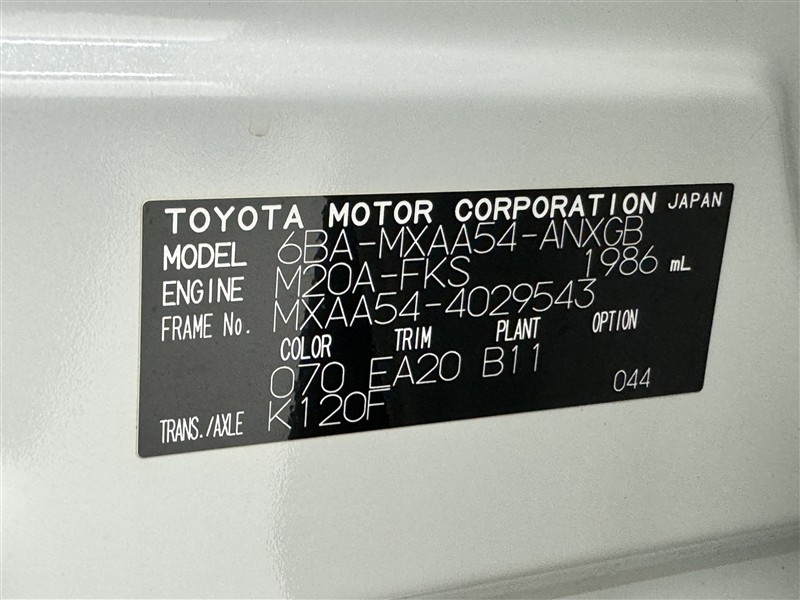 TOYOTA MOTOR CORPORATION JAPAN
MODEL 6BA-MXAA54-ANXGB
ENGINE M20A-FKS 1986 mL
FRAME No. MXAA54-4029543
COLOR TRIM PLANT OPTION
070 EA20 B11 044
TRANS./AXLE K120F